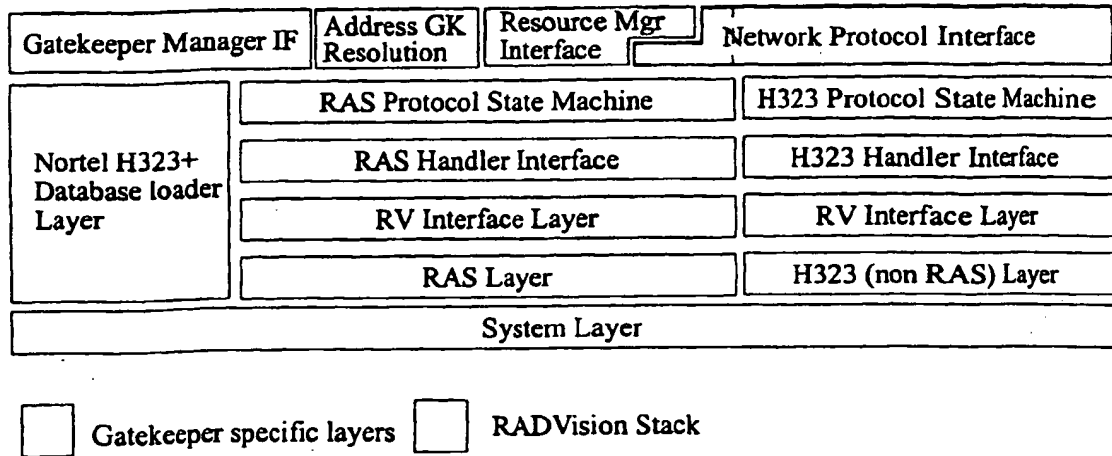 Gatekeeper Manager IF
Address GK
Resolution
Resource Mgr
Interface
Network Protocol Interface
Nortel H323+
Database loader
Layer
RAS Protocol State Machine
H323 Protocol State Machine
RAS Handler Interface
H323 Handler Interface
RV Interface Layer
RV Interface Layer
RAS Layer
H323 (non RAS) Layer
System Layer
Gatekeeper specific layers
RADVision Stack